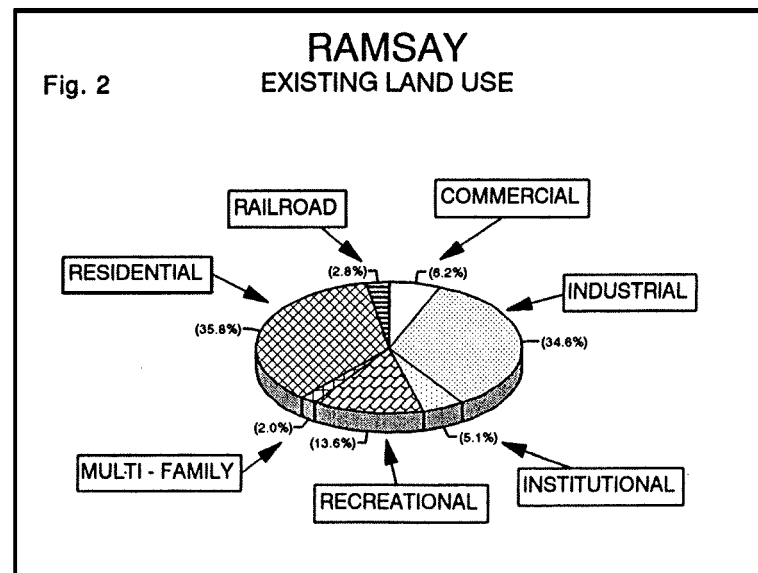 RAMSAY
Fig. 2
EXISTING LAND USE
COMMERCIAL
RAILROAD
(2.8%)
(6.2%)
RESIDENTIAL
INDUSTRIAL
(35.8%)
(34.6%)
(2.0%)
(13.6%)
(5.1%)
MULTI - FAMILY
RECREATIONAL
INSTITUTIONAL